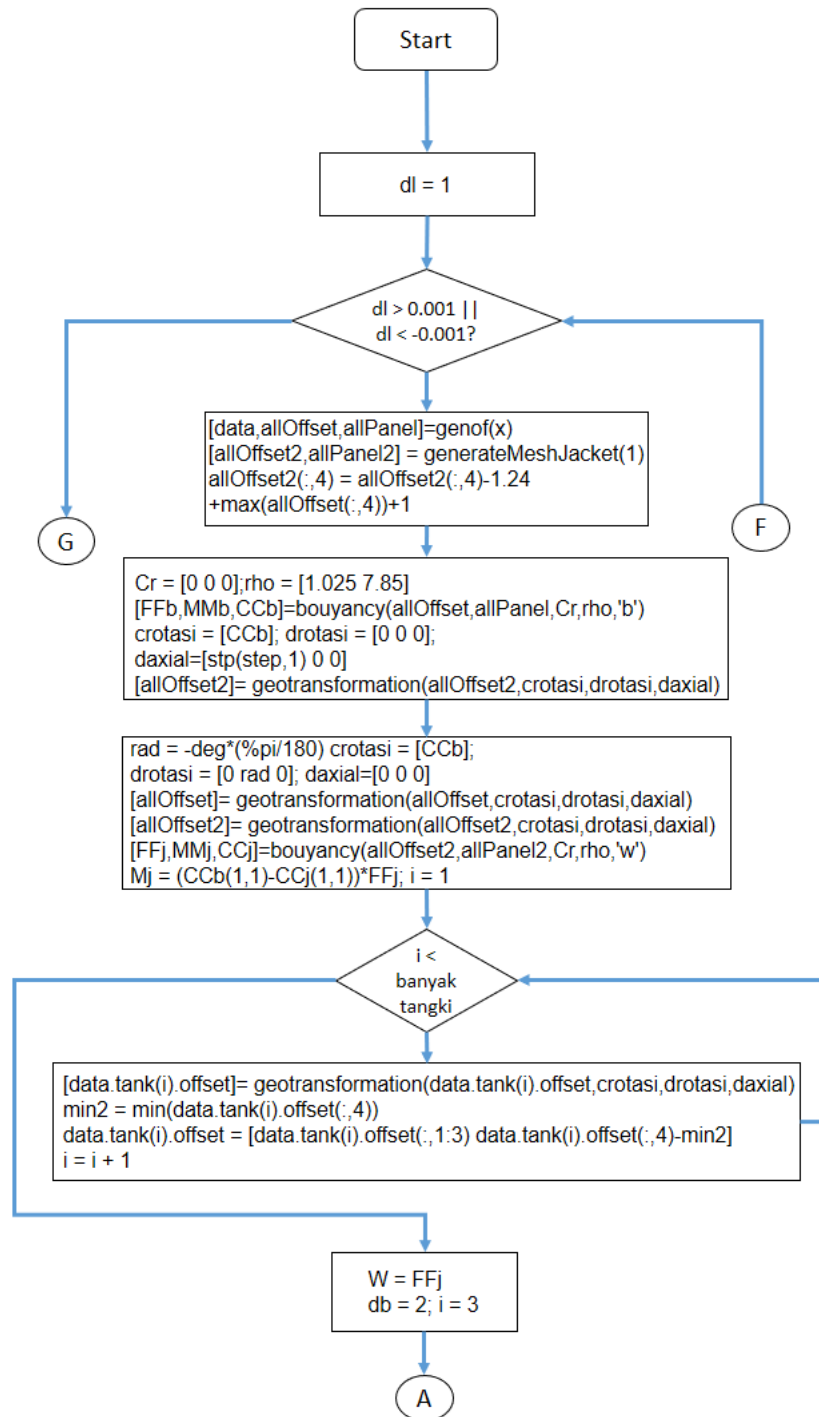 Start
dl = 1
dl > 0.001 ||
dl < -0.001?
[data,allOffset,allPanel]=genof(x)
[allOffset2,allPanel2] = generateMeshJacket(1)
allOffset2(:,4) = allOffset2(:,4)-1.24
+max(allOffset(:,4))+1
G
F
Cr = [0 0 0];rho = [1.025 7.85]
[FFb,MMb,CCb]=bouyancy(allOffset,allPanel,Cr,rho,'b')
crotasi = [CCb]; drotasi = [0 0 0];
daxial=[stp(step,1) 0 0]
[allOffset2]= geotransformation(allOffset2,crotasi,drotasi,daxial)
rad = -deg*(%pi/180) crotasi = [CCb];
drotasi = [0 rad 0]; daxial=[0 0 0]
[allOffset]= geotransformation(allOffset,crotasi,drotasi,daxial)
[allOffset2]= geotransformation(allOffset2,crotasi,drotasi,daxial)
[FFj,MMj,CCj]=bouyancy(allOffset2,allPanel2,Cr,rho,'w')
Mj = (CCb(1,1)-CCj(1,1))*FFj; i = 1
i <
banyak
tangki
[data.tank(i).offset]= geotransformation(data.tank(i).offset,crotasi,drotasi,daxial)
min2 = min(data.tank(i).offset(:,4))
data.tank(i).offset = [data.tank(i).offset(:,1:3) data.tank(i).offset(:,4)-min2]
i = i + 1
W = FFj
db = 2; i = 3
A